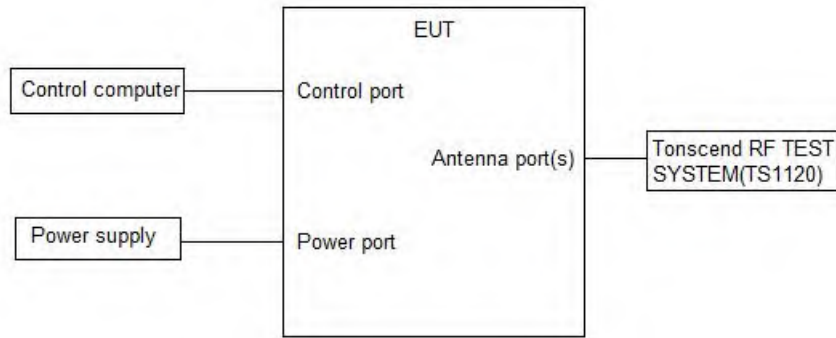 EUT
Control computer
Control port
Antenna port(s)
Tonscend RF TEST
SYSTEM(TS1120)
Power supply
Power port